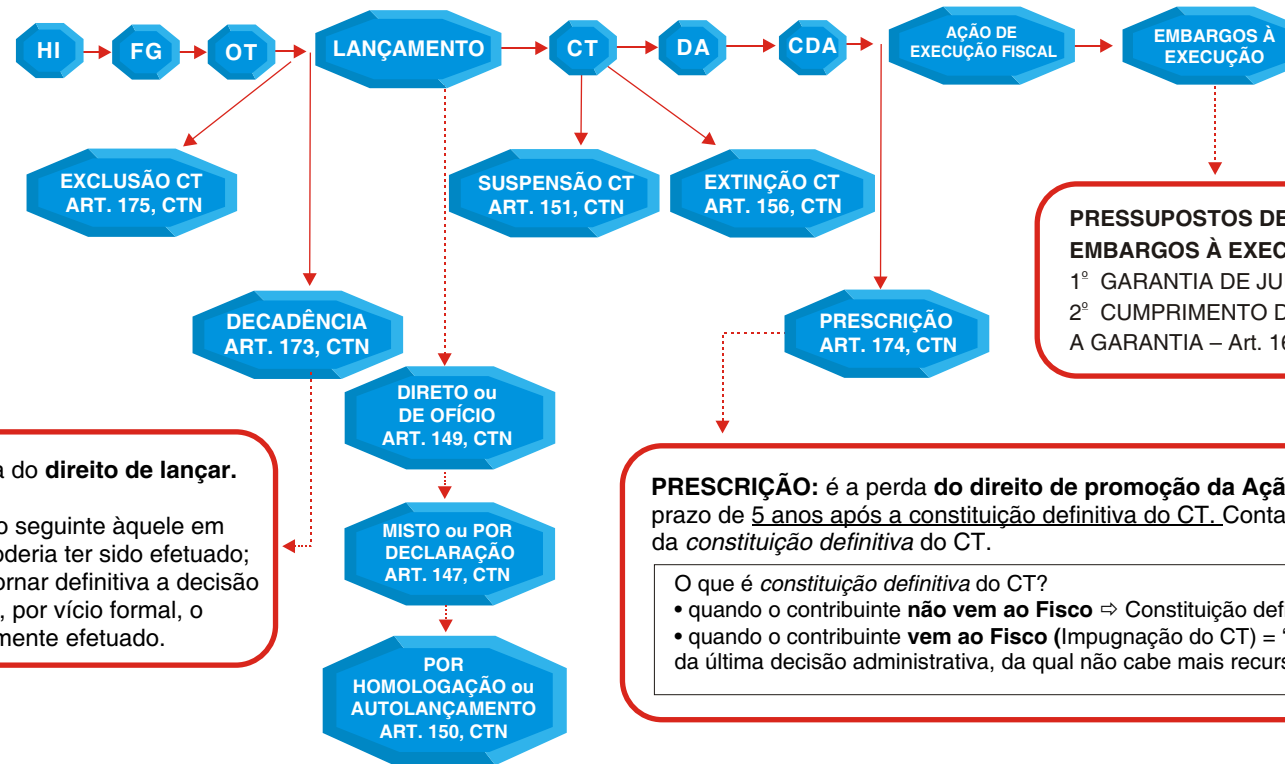 HI
FG
OT
LANÇAMENTO
CT
DA
CDA
AÇÃO DE
EXECUÇÃO FISCAL
EMBARGOS À
EXECUÇÃO
EXCLUSÃO CT
ART. 175, CTN
SUSPENSÃO CT
ART. 151, CTN
EXTINÇÃO CT
ART. 156, CTN
PRESSUPOSTOS DE
EMBARGOS À EXEC
1º GARANTIA DE JU
2º CUMPRIMENTO D
A GARANTIA – Art. 16
DECADÊNCIA
ART. 173, CTN
PRESCRIÇÃO
ART. 174, CTN
DIRETO ou
DE OFÍCIO
ART. 149, CTN
MISTO ou POR
DECLARAÇÃO
ART. 147, CTN
POR
HOMOLOGAÇÃO ou
AUTOLANÇAMENTO
ART. 150, CTN
a do direito de lançar.
o seguinte àquele em
oderia ter sido efetuado;
ornar definitiva a decisão
, por vício formal, o
mente efetuado.
PRESCRIÇÃO: é a perda do direito de promoção da Açã
prazo de 5 anos após a constituição definitiva do CT. Conta
da constituição definitiva do CT.
O que é constituição definitiva do CT?
• quando o contribuinte não vem ao Fisco ⇨ Constituição def
• quando o contribuinte vem ao Fisco (Impugnação do CT) = “
da última decisão administrativa, da qual não cabe mais recurs